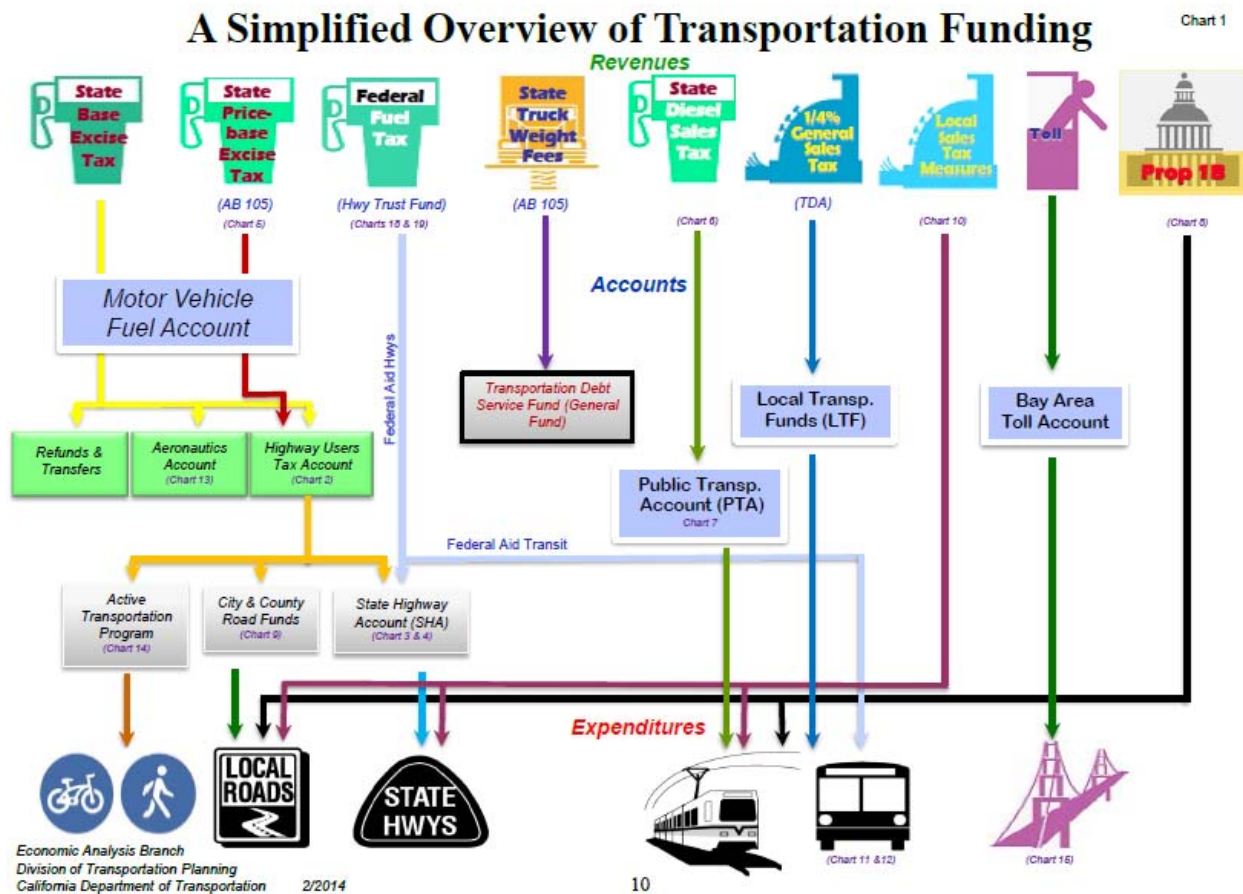 A Simplified Overview of Transportation Funding
Chart 1
Revenues
State
Base
Excise
Tax
State
Price-
base
Excise
Tax
(AB 105)
(Chart 5)
Federal
Fuel
Tax
(Hwy Trust Fund)
(Charts 18 & 19)
State
Truck
Weight
Fees
(AB 105)
State
Diesel
Sales
Tax
(Chart 6)
1/4%
General
Sales
Tax
(TDA)
Local
Sales
Tax
Measures
(Chart 10)
Toll
Prop 1B
(Chart 8)
Accounts
Motor Vehicle
Fuel Account
Federal Aid Hwys
Transportation Debt
Service Fund (General
Fund)
Local Transp.
Funds (LTF)
Bay Area
Toll Account
Refunds &
Transfers
Aeronautics
Account
(Chart 13)
Highway Users
Tax Account
(Chart 2)
Public Transp.
Account (PTA)
Chart 7
Federal Aid Transit
Active
Transportation
Program
(Chart 14)
City & County
Road Funds
(Chart 9)
State Highway
Account (SHA)
(Chart 3 & 4)
Expenditures
LOCAL
ROADS
STATE
HWYS
(Chart 11 &12)
(Chart 15)
Economic Analysis Branch
Division of Transportation Planning
California Department of Transportation 2/2014
10